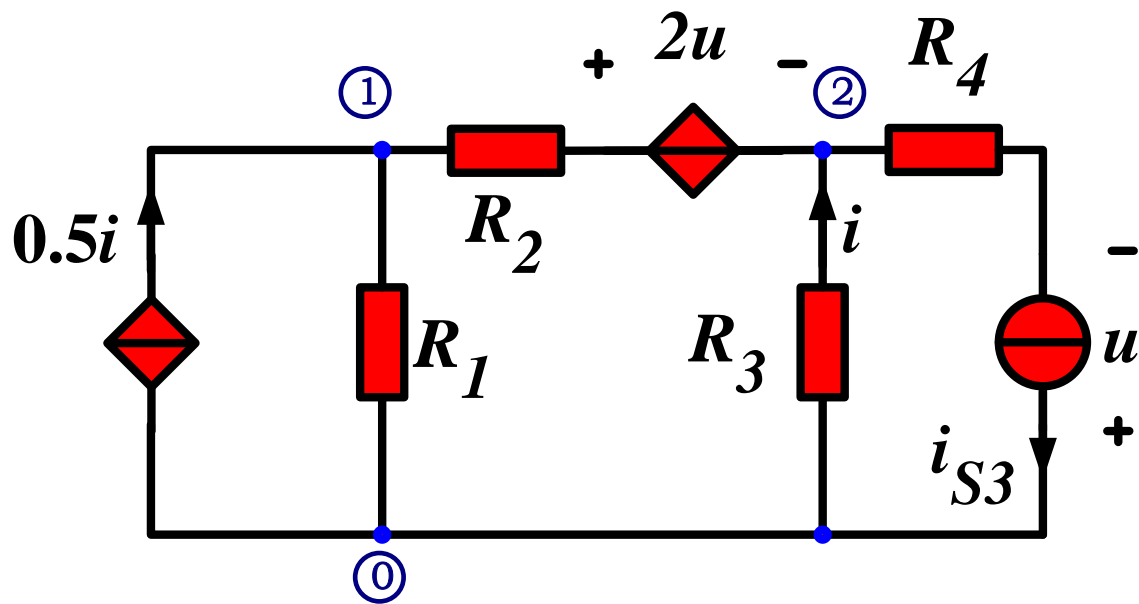 + 2u - R4
① ②
0.5i R2 i -
R1 R3 u
iS3 +
⓪